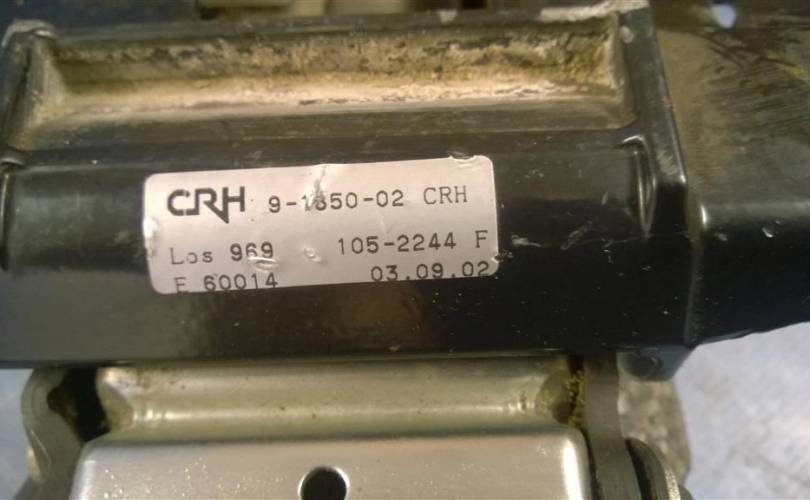 CRH 9-1850-02 CRH
Los 969 105-2244 F
E 60014 03.09.02